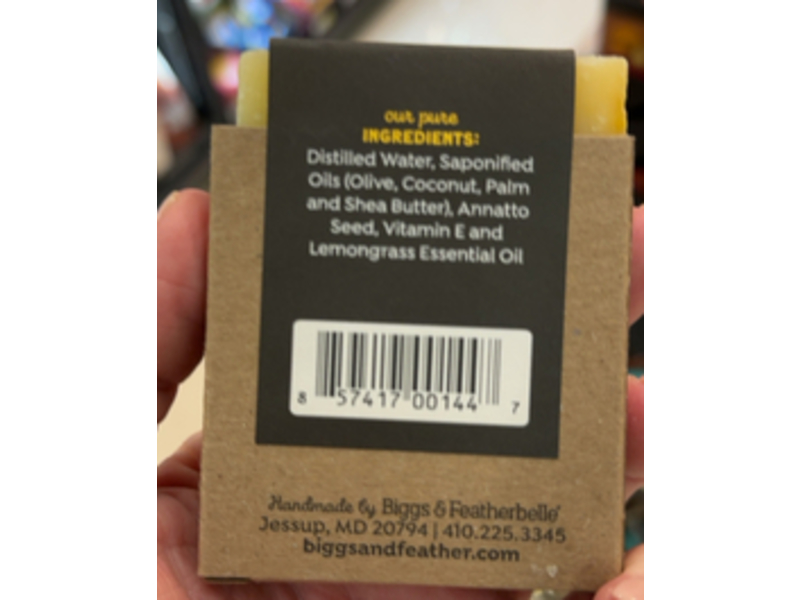 our pure
INGREDIENTS:
Distilled Water, Saponified
Oils (Olive, Coconut, Palm
and Shea Butter), Annatto
Seed, Vitamin E and
Lemongrass Essential Oil
8 57417 00144 7
Handmade by Biggs & Featherbelle®
Jessup, MD 20794 | 410.225.3345
biggsandfeather.com